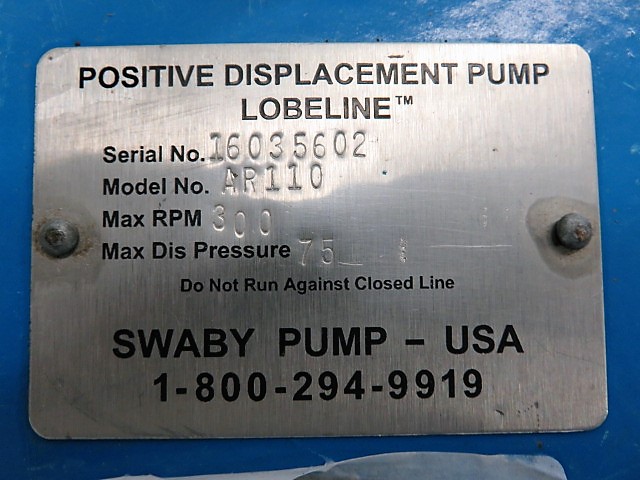 POSITIVE DISPLACEMENT PUMP
LOBELINE™
Serial No. 16035602
Model No. AR110
Max RPM 300
Max Dis Pressure 75
Do Not Run Against Closed Line
SWABY PUMP – USA
1-800-294-9919